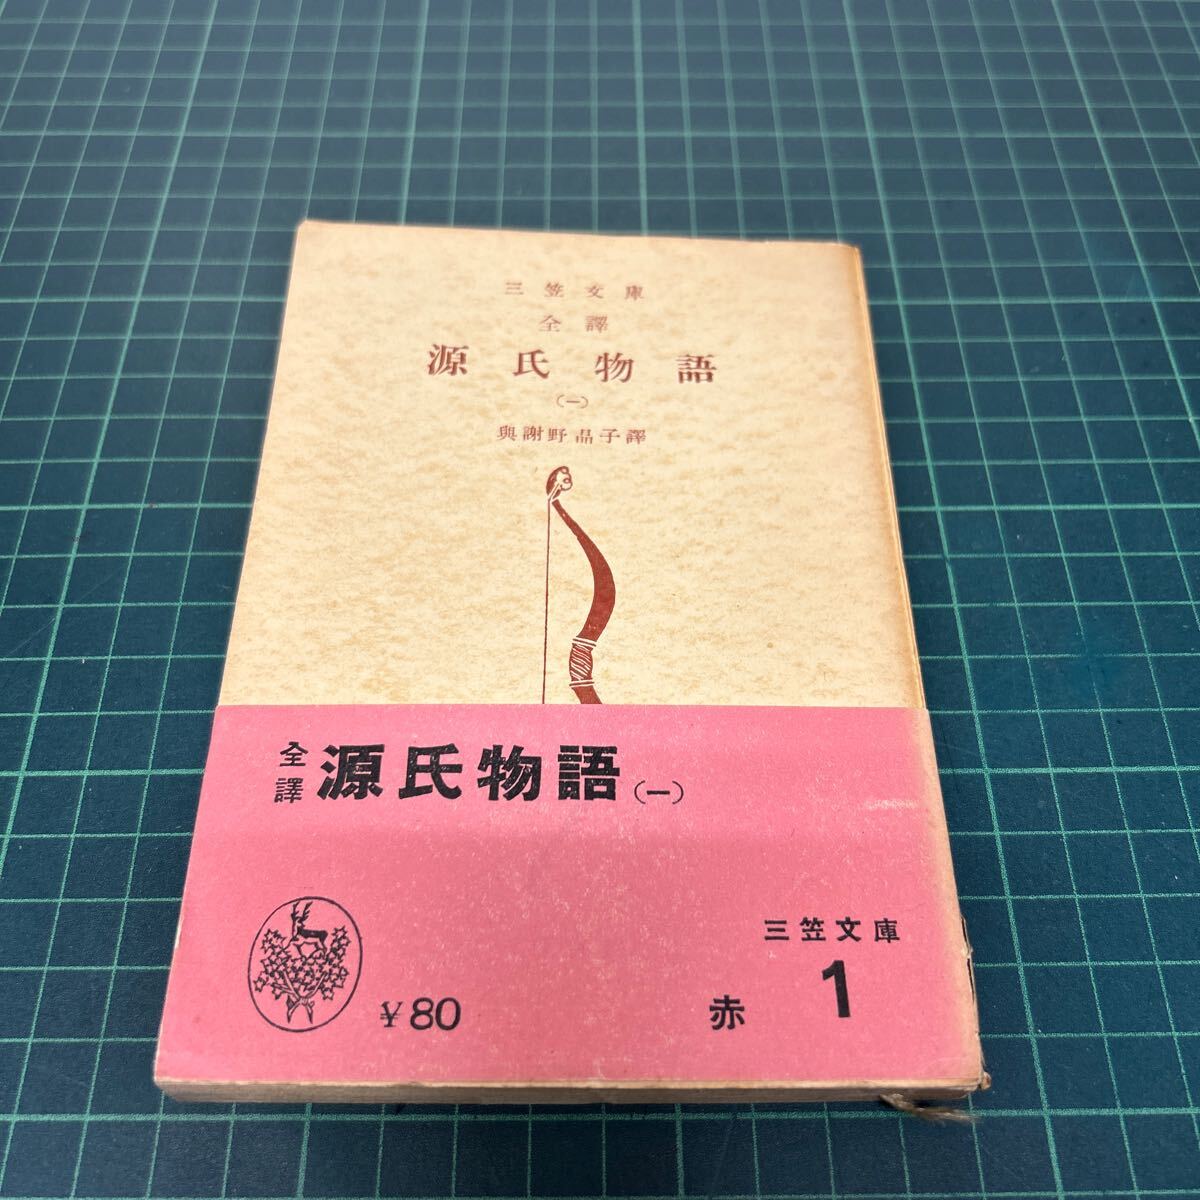 三笠文庫
全譯
源氏物語
(一)
與謝野晶子譯
全譯 源氏物語 (一)
三笠文庫
¥80
赤 1